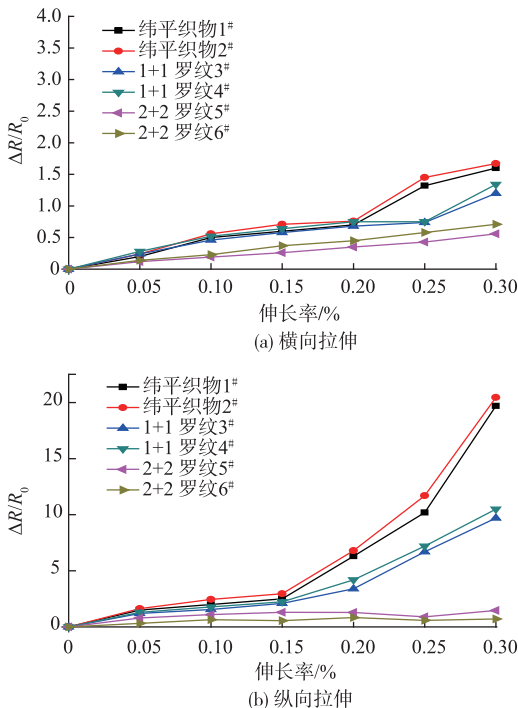 4.0
3.5
3.0
2.5
2.0
1.5
1.0
0.5
0
ΔR/R₀
纬平织物1#
纬平织物2#
1+1 罗纹3#
1+1 罗纹4#
2+2 罗纹5#
2+2 罗纹6#
0 0.05 0.10 0.15 0.20 0.25 0.30
伸长率/%
(a) 横向拉伸
20
15
10
5
0
ΔR/R₀
纬平织物1#
纬平织物2#
1+1 罗纹3#
1+1 罗纹4#
2+2 罗纹5#
2+2 罗纹6#
0 0.05 0.10 0.15 0.20 0.25 0.30
伸长率/%
(b) 纵向拉伸